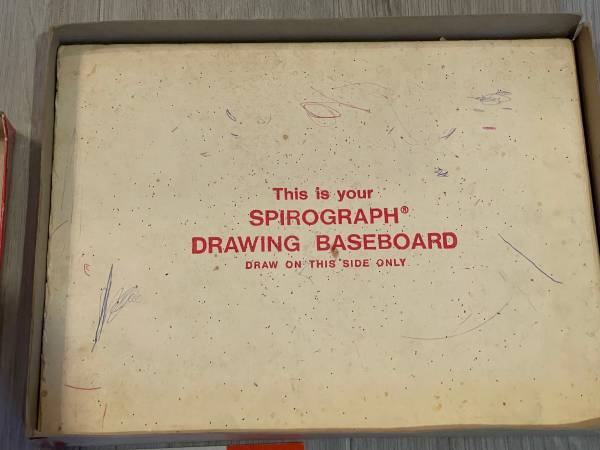 This is your
SPIROGRAPH®
DRAWING BASEBOARD
DRAW ON THIS SIDE ONLY